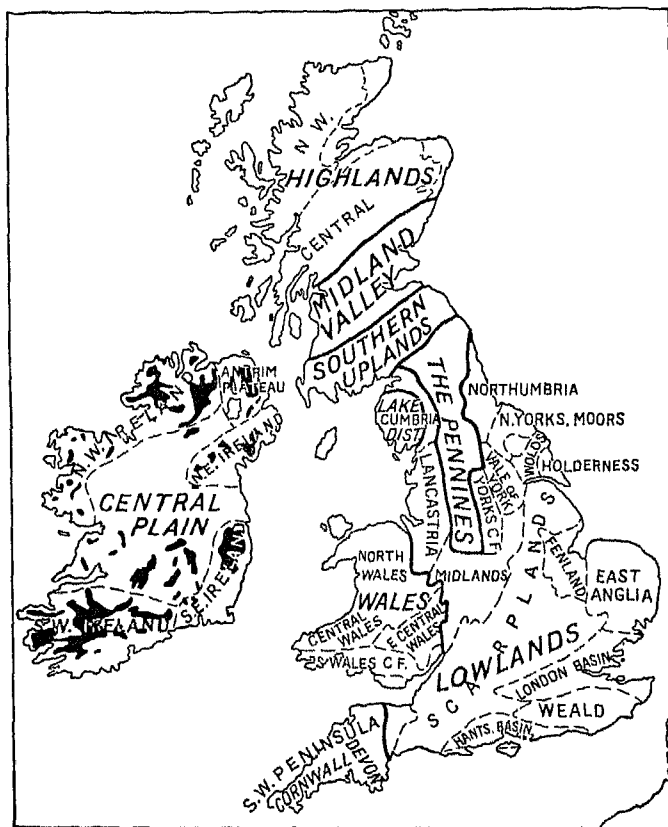 N.W.
HIGHLANDS
CENTRAL
MIDLAND
VALLEY
SOUTHERN
UPLANDS
ANTRIM
PLATEAU
N.W. IRELAND
N.E. IRELAND
CENTRAL
PLAIN
S.E. IRELAND
S.W. IRELAND
THE PENNINES
NORTHUMBRIA
LAKE
CUMBRIA
DIST.
N.YORKS, MOORS
WOLDS
HOLDERNESS
VALE OF
YORK
YORKS C.F.
LANCASTRIA
NORTH
WALES
MIDLANDS
FENLAND
EAST
ANGLIA
WALES
CENTRAL
WALES
E. CENTRAL
WALES
S WALES C.F.
LOWLANDS
SCARPLANDS
LONDON BASIN
WEALD
HANTS. BASIN
S.W. PENINSULA
CORNWALL
DEVON